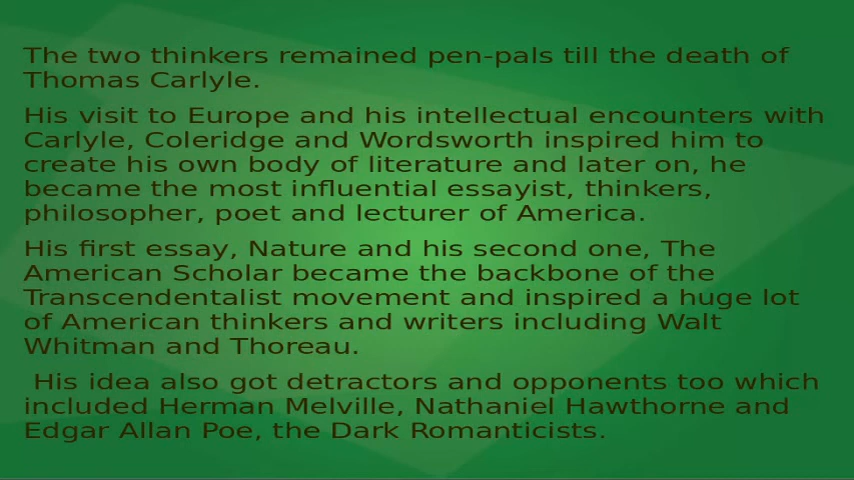 The two thinkers remained pen-pals till the death of
Thomas Carlyle.
His visit to Europe and his intellectual encounters with
Carlyle, Coleridge and Wordsworth inspired him to
create his own body of literature and later on, he
became the most influential essayist, thinkers,
philosopher, poet and lecturer of America.
His first essay, Nature and his second one, The
American Scholar became the backbone of the
Transcendentalist movement and inspired a huge lot
of American thinkers and writers including Walt
Whitman and Thoreau.
His idea also got detractors and opponents too which
included Herman Melville, Nathaniel Hawthorne and
Edgar Allan Poe, the Dark Romanticists.